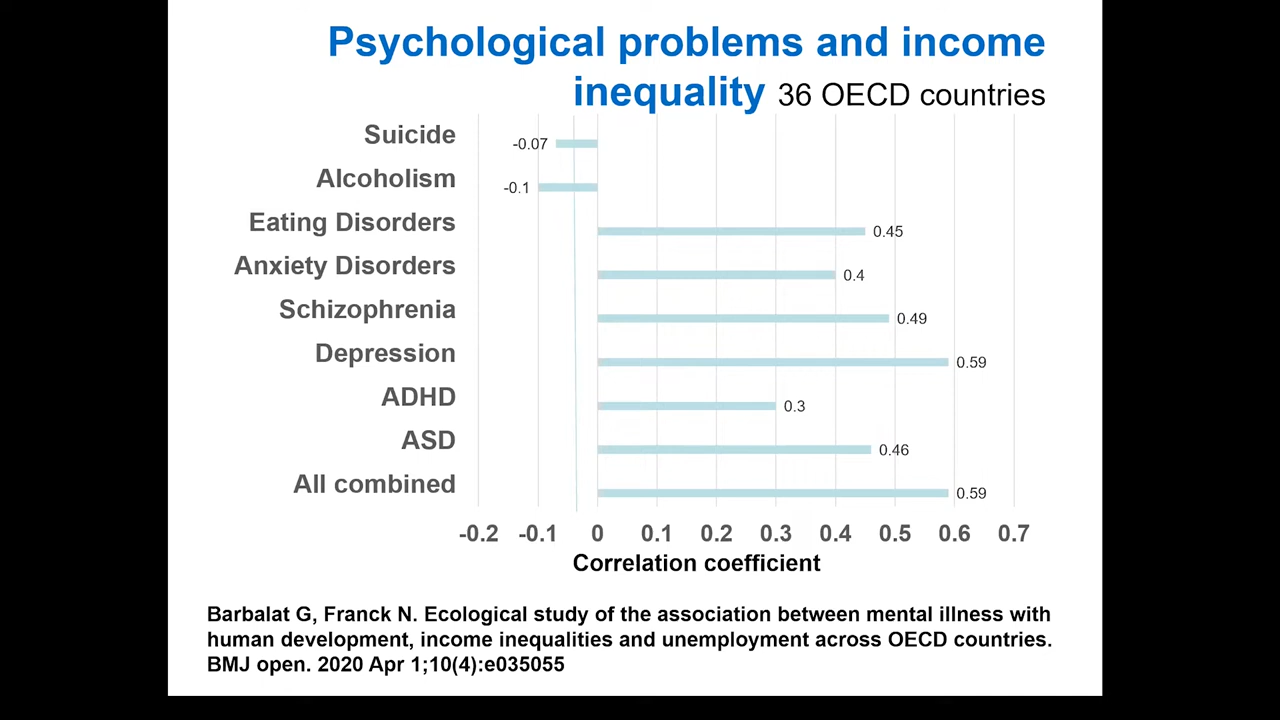 Psychological problems and income
inequality 36 OECD countries
Suicide -0.07
Alcoholism -0.1
Eating Disorders 0.45
Anxiety Disorders 0.4
Schizophrenia 0.49
Depression 0.59
ADHD 0.3
ASD 0.46
All combined 0.59
-0.2 -0.1 0 0.1 0.2 0.3 0.4 0.5 0.6 0.7
Correlation coefficient
Barbalat G, Franck N. Ecological study of the association between mental illness with
human development, income inequalities and unemployment across OECD countries.
BMJ open. 2020 Apr 1;10(4):e035055